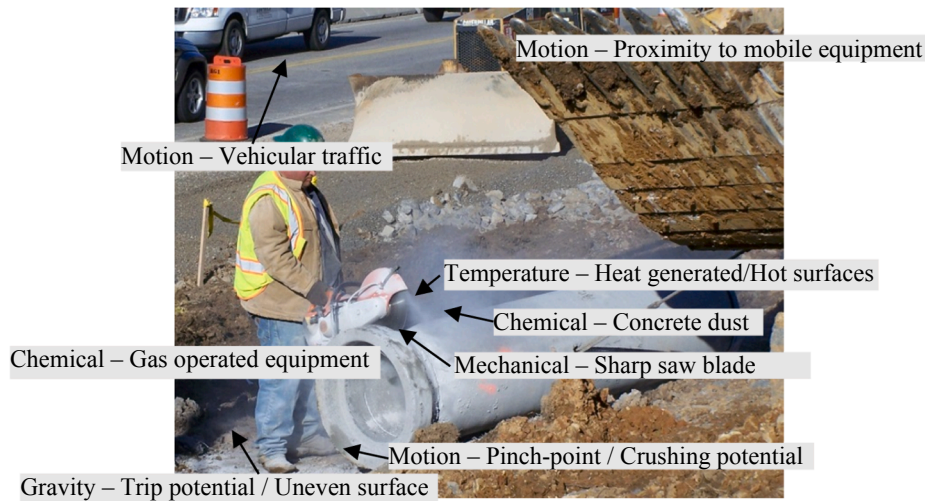 Motion – Proximity to mobile equipment
Motion – Vehicular traffic
Temperature – Heat generated/Hot surfaces
Chemical – Concrete dust
Chemical – Gas operated equipment
Mechanical – Sharp saw blade
Motion – Pinch-point / Crushing potential
Gravity – Trip potential / Uneven surface